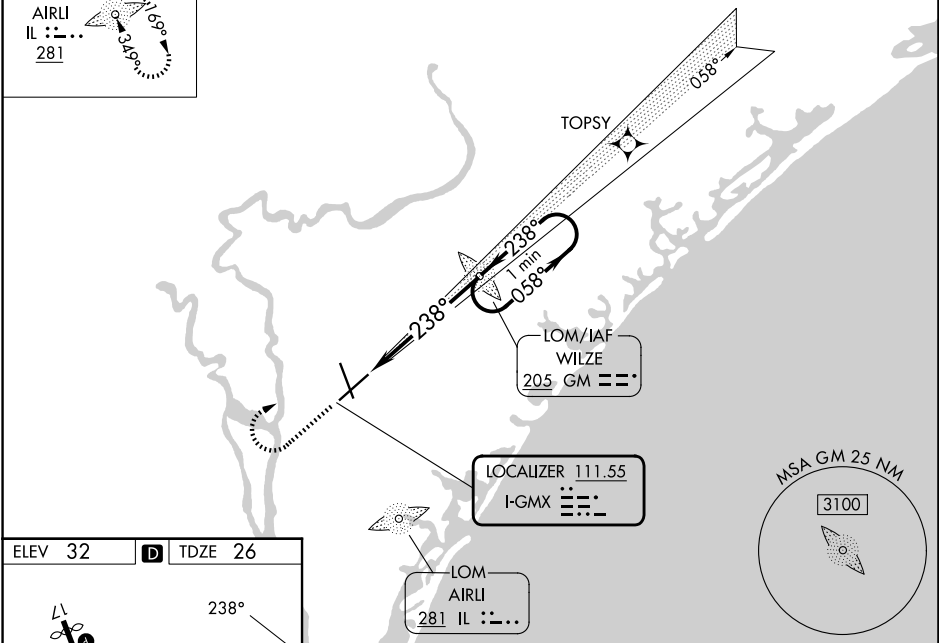 AIRLI
IL
281
169°
349°
TOPSY
058°
238°
1 min
058°
238°
LOM/IAF
WILZE
205 GM
LOCALIZER 111.55
I-GMX
MSA GM 25 NM
3100
LOM
AIRLI
281 IL
ELEV 32 D TDZE 26
17
A
238°